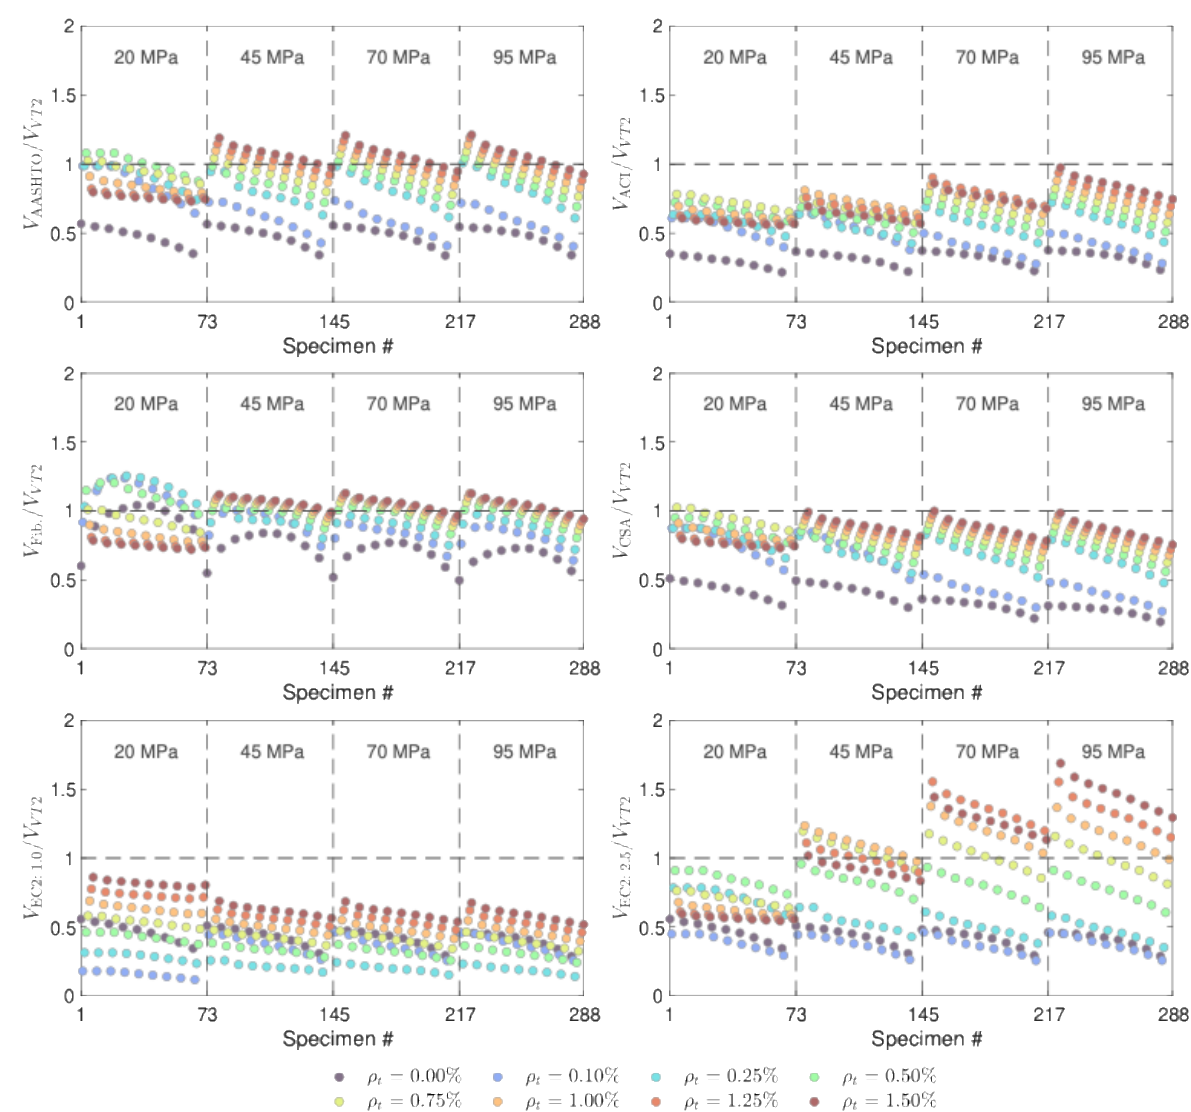 2
1.5
1
0.5
0
V_AASHTO/V_VT2
20 MPa 45 MPa 70 MPa 95 MPa
1 73 145 217 288
Specimen #
2
1.5
1
0.5
0
V_ACI/V_VT2
20 MPa 45 MPa 70 MPa 95 MPa
1 73 145 217 288
Specimen #
2
1.5
1
0.5
0
V_Fib./V_VT2
20 MPa 45 MPa 70 MPa 95 MPa
1 73 145 217 288
Specimen #
2
1.5
1
0.5
0
V_CSA/V_VT2
20 MPa 45 MPa 70 MPa 95 MPa
1 73 145 217 288
Specimen #
2
1.5
1
0.5
0
V_EC2: 1.0/V_VT2
20 MPa 45 MPa 70 MPa 95 MPa
1 73 145 217 288
Specimen #
2
1.5
1
0.5
0
V_EC2: 2.5/V_VT2
20 MPa 45 MPa 70 MPa 95 MPa
1 73 145 217 288
Specimen #
ρ_t = 0.00% ρ_t = 0.10% ρ_t = 0.25% ρ_t = 0.50%
ρ_t = 0.75% ρ_t = 1.00% ρ_t = 1.25% ρ_t = 1.50%